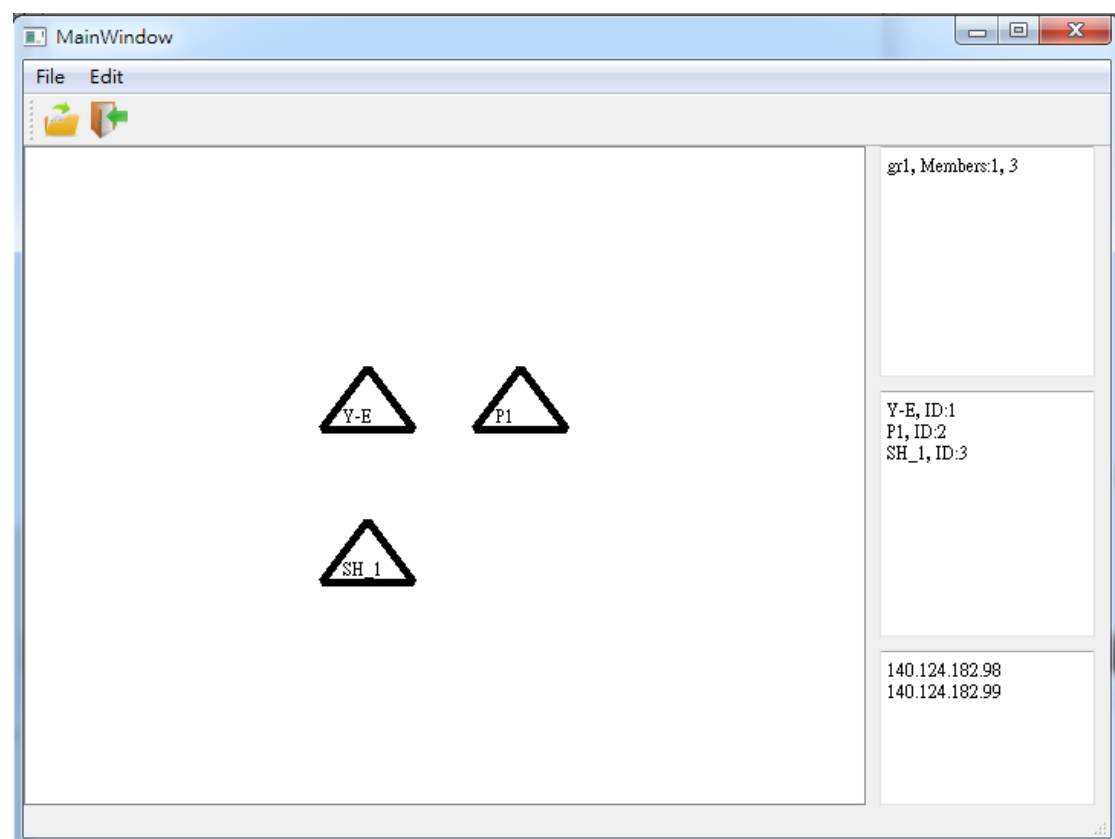 MainWindow
File Edit
gr1, Members:1, 3
Y-E
P1
SH_1
Y-E, ID:1
P1, ID:2
SH_1, ID:3
140.124.182.98
140.124.182.99